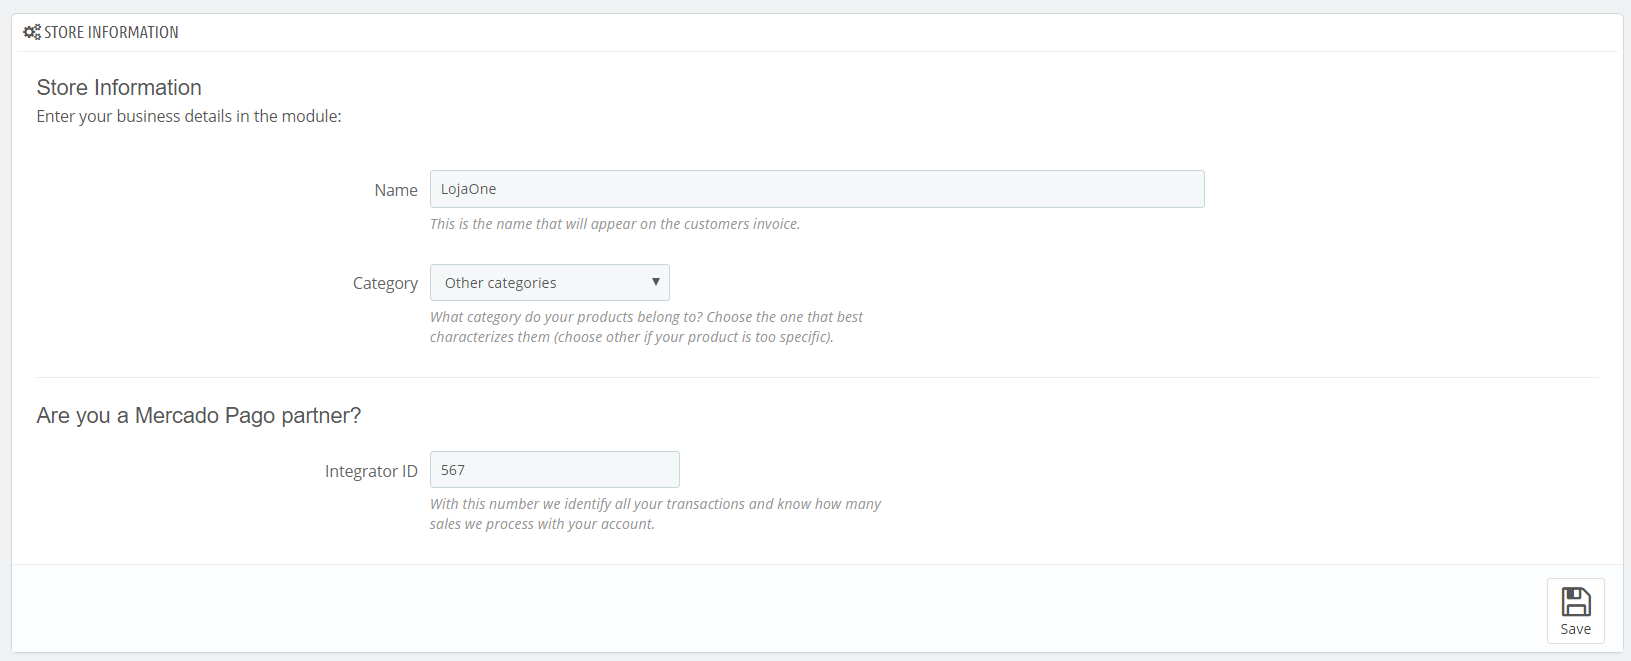 STORE INFORMATION
Store Information
Enter your business details in the module:
Name
LojaOne
This is the name that will appear on the customers invoice.
Category
Other categories
What category do your products belong to? Choose the one that best
characterizes them (choose other if your product is too specific).
Are you a Mercado Pago partner?
Integrator ID
567
With this number we identify all your transactions and know how many
sales we process with your account.
Save